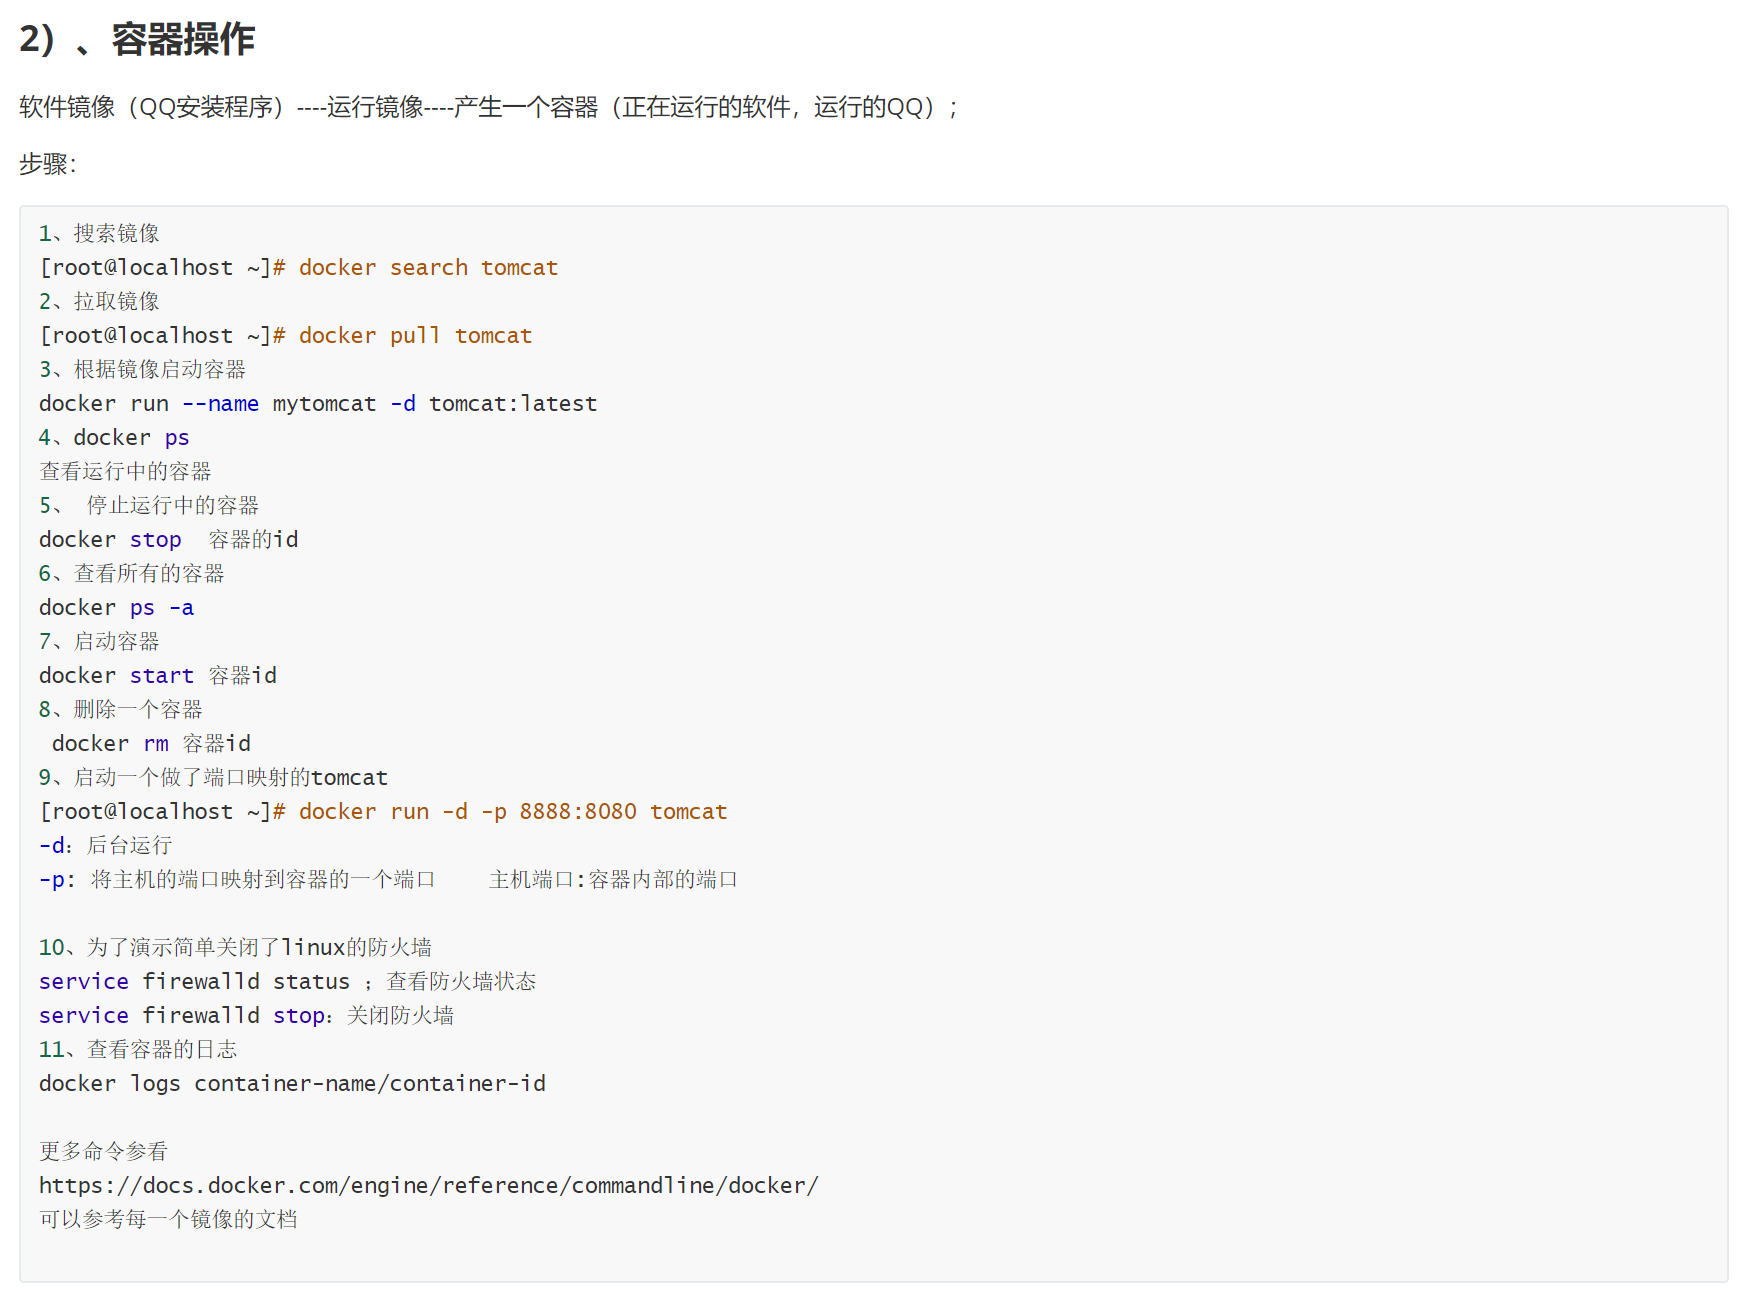 2）、容器操作
软件镜像（QQ安装程序）----运行镜像----产生一个容器（正在运行的软件，运行的QQ）；
步骤：
1、搜索镜像
[root@localhost ~]# docker search tomcat
2、拉取镜像
[root@localhost ~]# docker pull tomcat
3、根据镜像启动容器
docker run --name mytomcat -d tomcat:latest
4、docker ps
查看运行中的容器
5、 停止运行中的容器
docker stop  容器的id
6、查看所有的容器
docker ps -a
7、启动容器
docker start 容器id
8、删除一个容器
 docker rm 容器id
9、启动一个做了端口映射的tomcat
[root@localhost ~]# docker run -d -p 8888:8080 tomcat
-d：后台运行
-p: 将主机的端口映射到容器的一个端口    主机端口:容器内部的端口
10、为了演示简单关闭了linux的防火墙
service firewalld status ；查看防火墙状态
service firewalld stop：关闭防火墙
11、查看容器的日志
docker logs container-name/container-id
更多命令参看
https://docs.docker.com/engine/reference/commandline/docker/
可以参考每一个镜像的文档